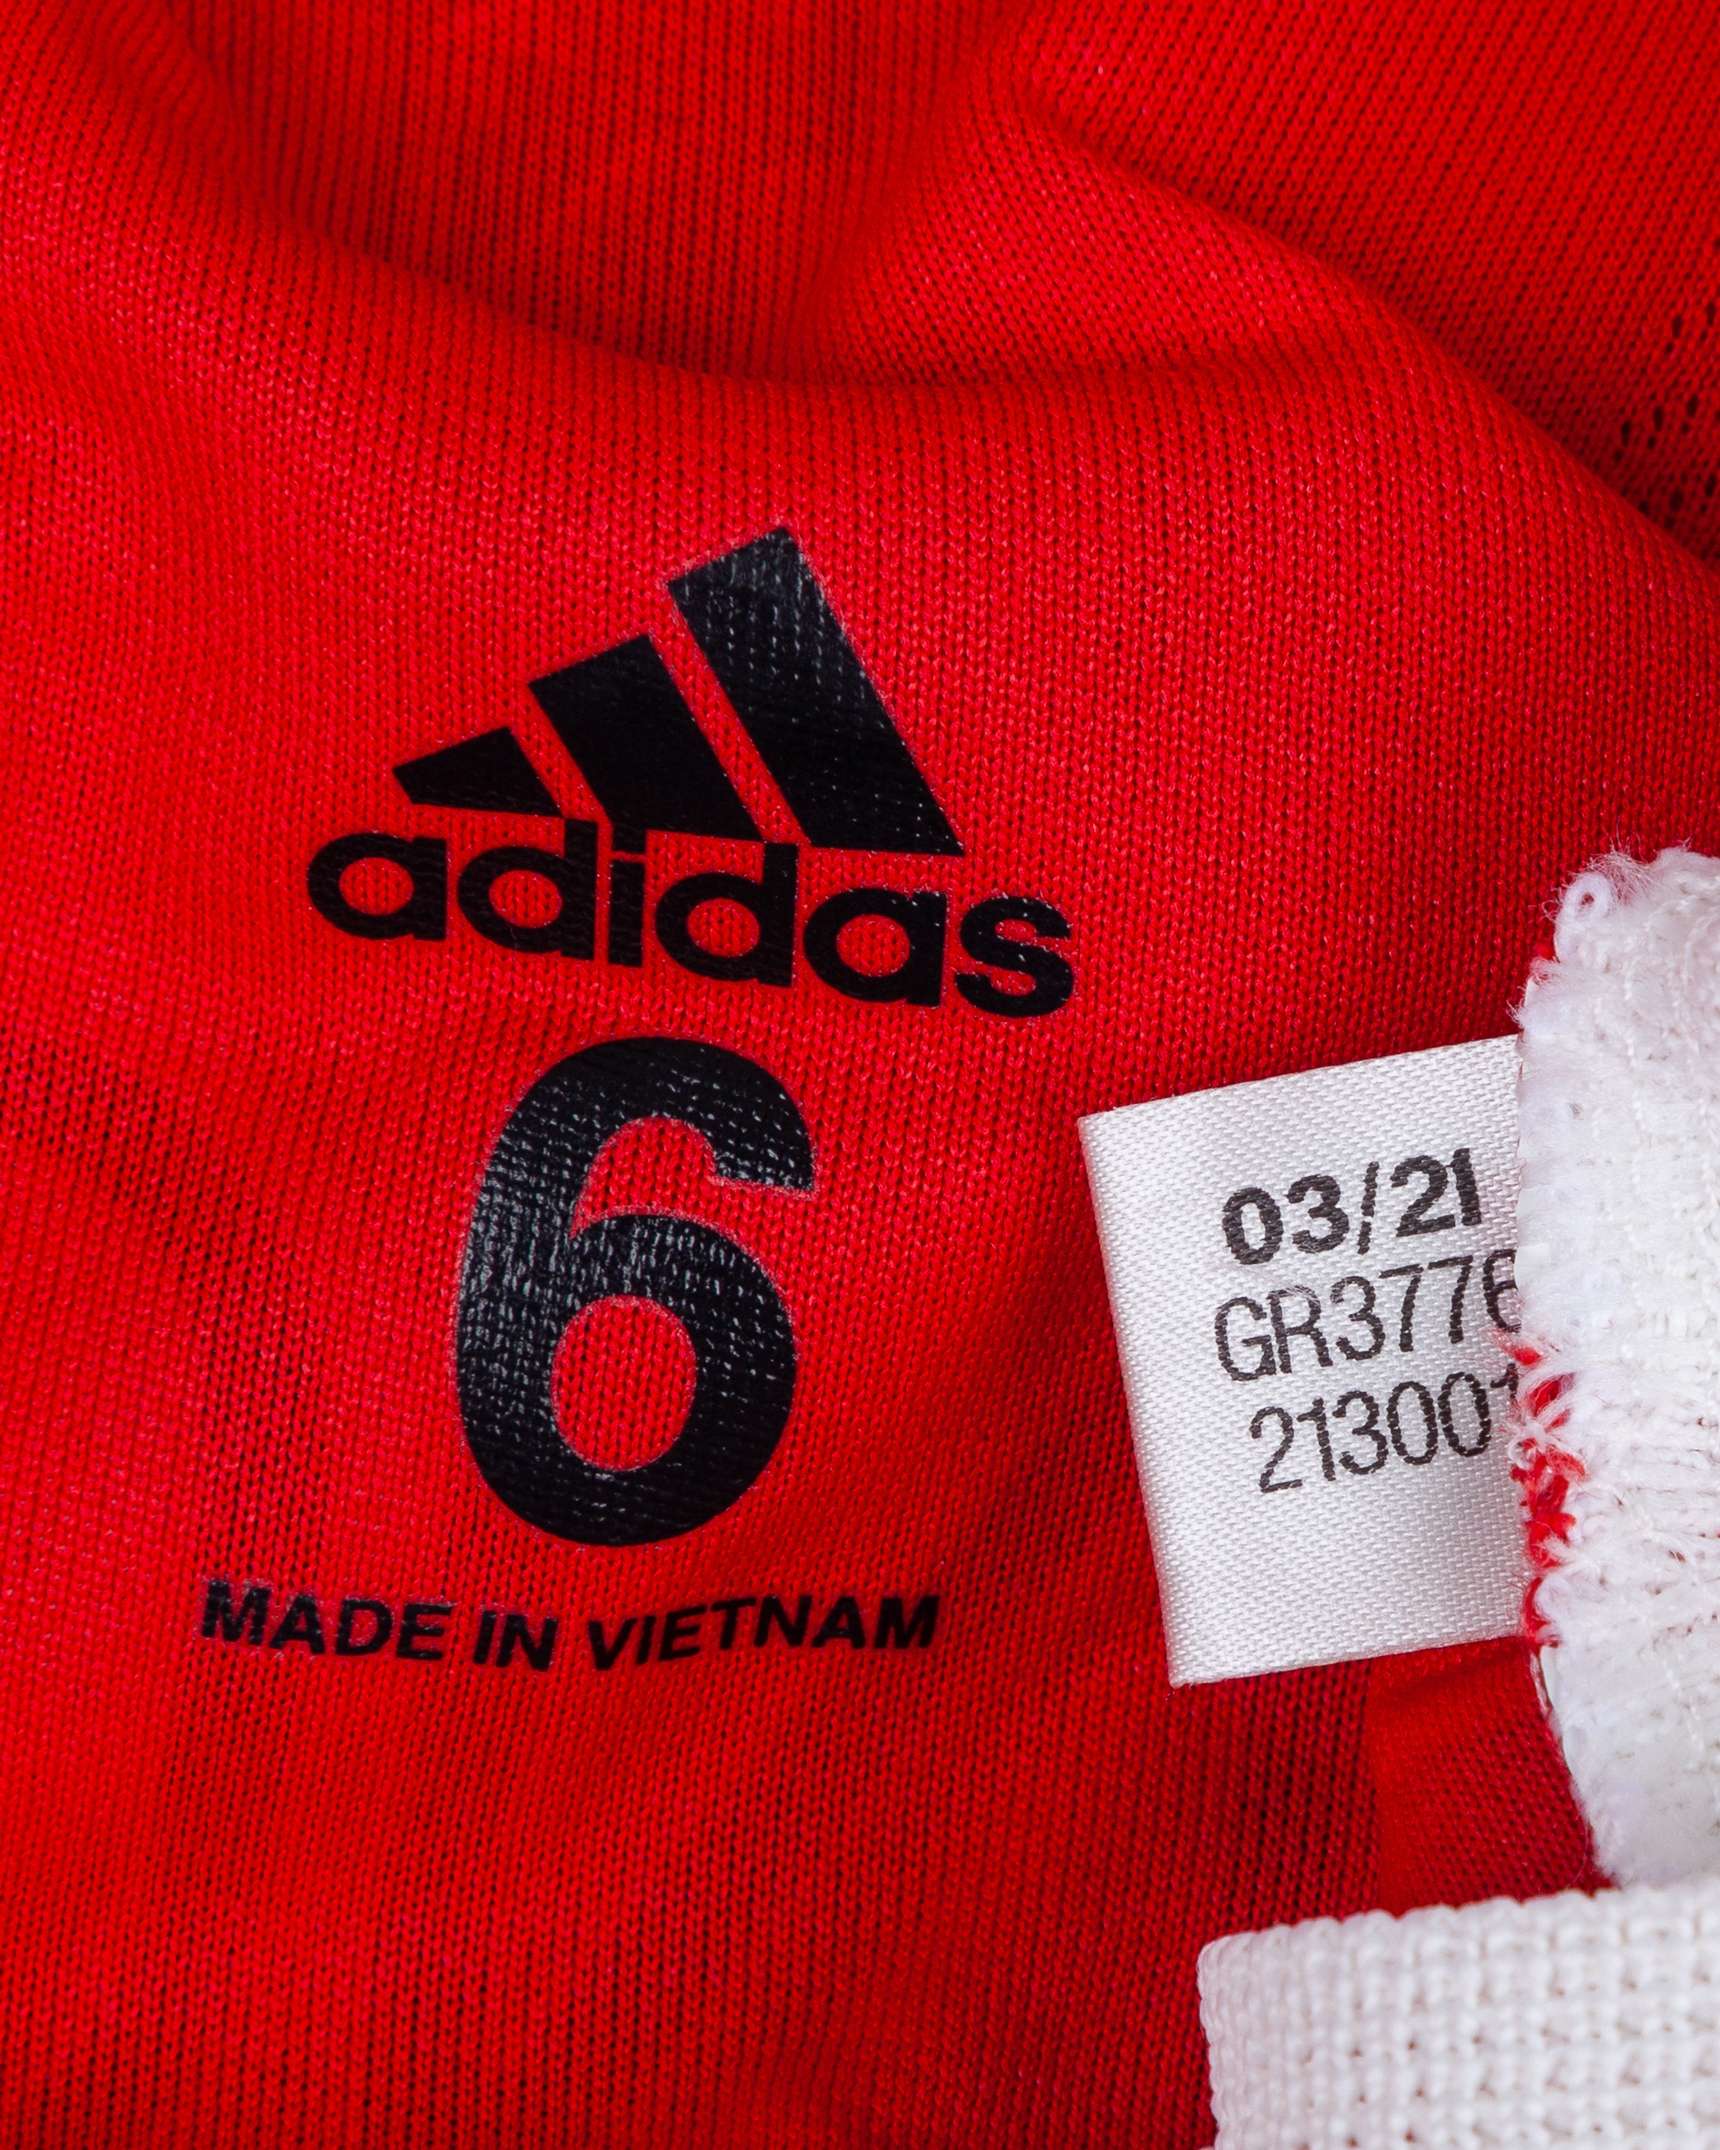 adidas
6
MADE IN VIETNAM
03/21
GR3776
213001